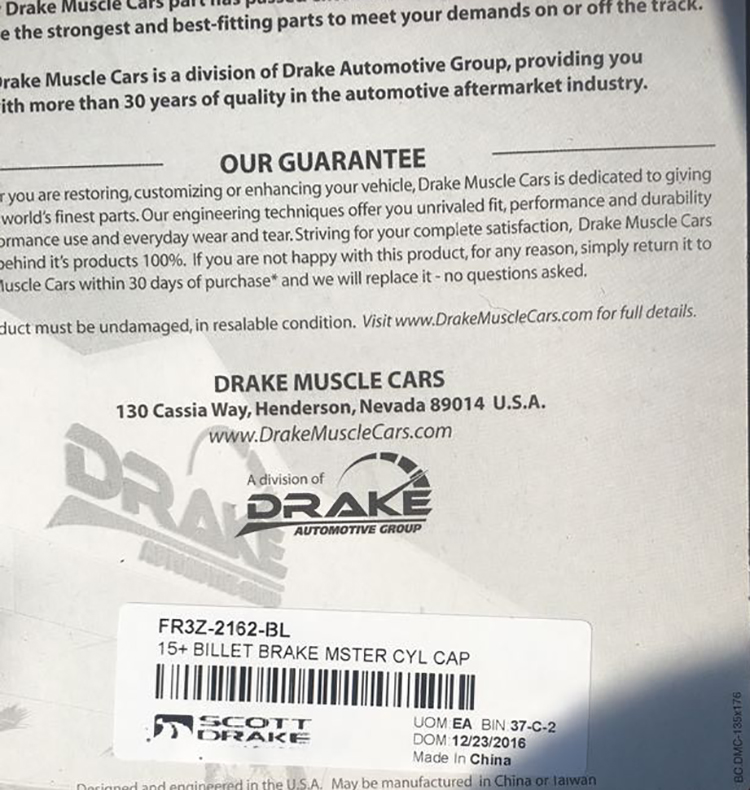 Drake Muscle Cars part has passed
e the strongest and best-fitting parts to meet your demands on or off the track.
Drake Muscle Cars is a division of Drake Automotive Group, providing you
ith more than 30 years of quality in the automotive aftermarket industry.
OUR GUARANTEE
r you are restoring, customizing or enhancing your vehicle, Drake Muscle Cars is dedicated to giving
world's finest parts. Our engineering techniques offer you unrivaled fit, performance and durability
ormance use and everyday wear and tear. Striving for your complete satisfaction, Drake Muscle Cars
behind it's products 100%. If you are not happy with this product, for any reason, simply return it to
Muscle Cars within 30 days of purchase* and we will replace it - no questions asked.
duct must be undamaged, in resalable condition. Visit www.DrakeMuscleCars.com for full details.
DRAKE MUSCLE CARS
130 Cassia Way, Henderson, Nevada 89014 U.S.A.
www.DrakeMuscleCars.com
A division of
DRAKE
AUTOMOTIVE GROUP
DRAKE
FR3Z-2162-BL
15+ BILLET BRAKE MSTER CYL CAP
SCOTT
DRAKE
UOM:EA BIN:37-C-2
DOM:12/23/2016
Made In China
Designed and engineered in the U.S.A. May be manufactured in China or Taiwan
BC.DMC-135x176